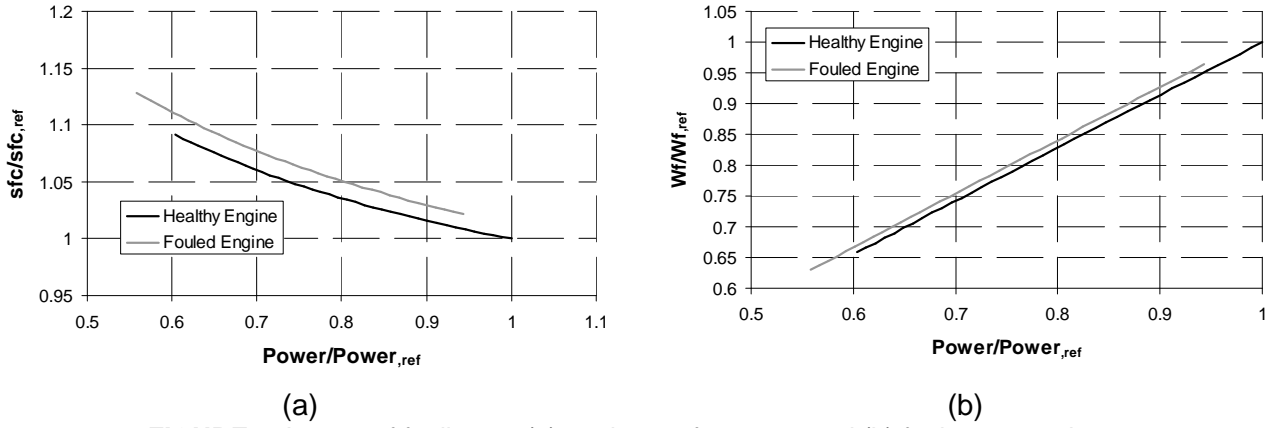 1.2
1.15
1.1
1.05
1
0.95
sfc/sfc,ref
Healthy Engine
Fouled Engine
0.5 0.6 0.7 0.8 0.9 1 1.1
Power/Power,ref
(a)
1.05
1
0.95
0.9
0.85
0.8
0.75
0.7
0.65
0.6
Wf/Wf,ref
Healthy Engine
Fouled Engine
0.5 0.6 0.7 0.8 0.9 1
Power/Power,ref
(b)